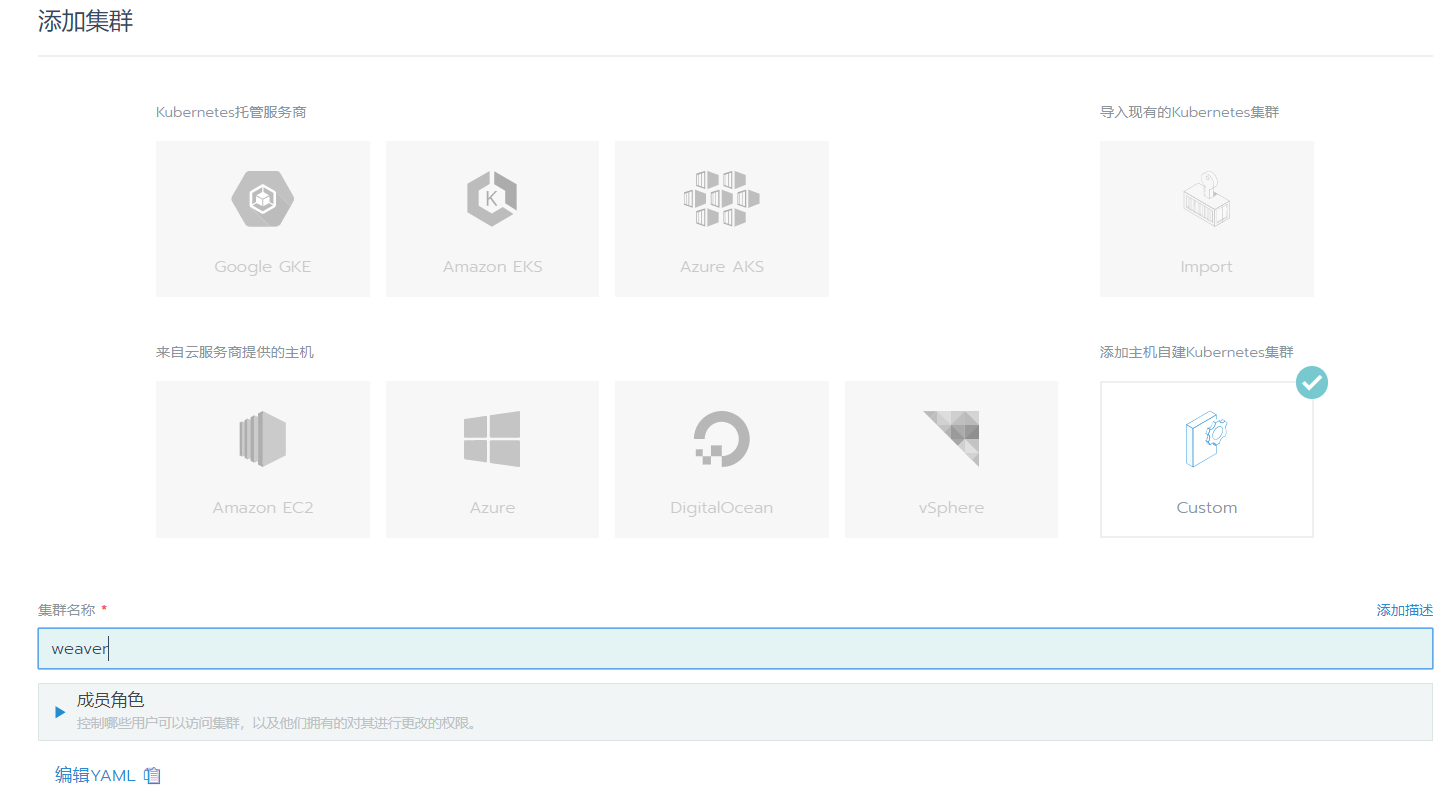 添加集群
Kubernetes托管服务商
导入现有的Kubernetes集群
K
Google GKE
Amazon EKS
Azure AKS
Import
来自云服务商提供的主机
添加主机自建Kubernetes集群
Amazon EC2
Azure
DigitalOcean
vSphere
Custom
集群名称 *
添加描述
weaver
成员角色
控制哪些用户可以访问集群，以及他们拥有的对其进行更改的权限。
编辑YAML